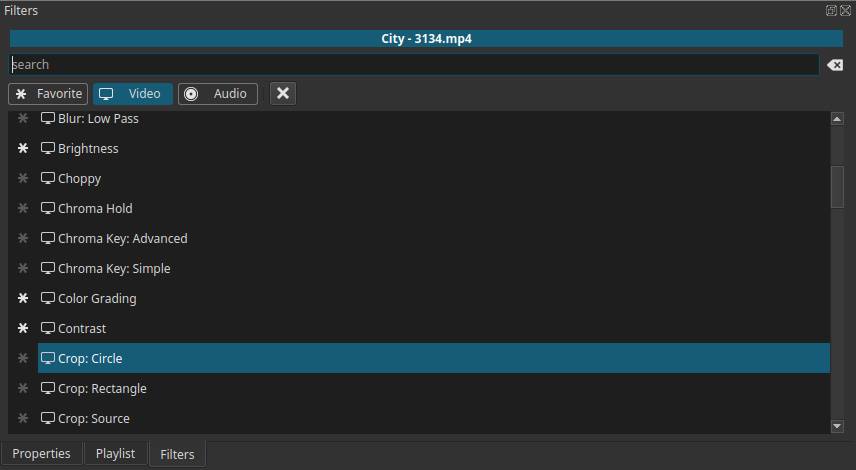 Filters
City - 3134.mp4
search
Favorite Video Audio
Blur: Low Pass
Brightness
Choppy
Chroma Hold
Chroma Key: Advanced
Chroma Key: Simple
Color Grading
Contrast
Crop: Circle
Crop: Rectangle
Crop: Source
Properties Playlist Filters